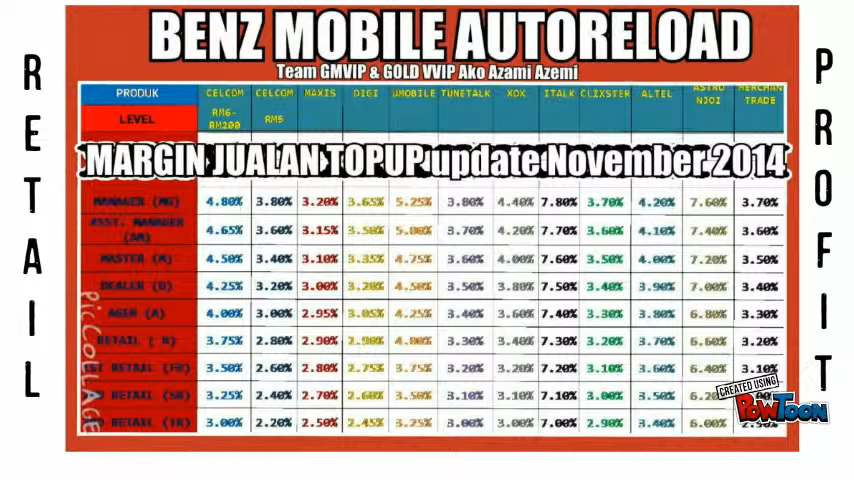 BENZ MOBILE AUTORELOAD
Team GMVIP & GOLD VVIP Ako Azami Azemi
RETAIL
PROFIT
PRODUK CELCOM CELCOM MAXIS DIGI UMOBILE TUNETALK XOX ITALK CLIXSTER ALTEL ASTRO NJOI MERCHAN TRADE
LEVEL RM6-RM200 RM5
MARGIN JUALAN TOPUP update November 2014
MANAGER (MG) 4.80% 3.80% 3.20% 3.65% 5.25% 3.80% 4.40% 7.80% 3.70% 4.20% 7.60% 3.70%
ASST. MANAGER (AM) 4.65% 3.60% 3.15% 3.50% 5.00% 3.70% 4.20% 7.70% 3.60% 4.10% 7.40% 3.60%
MASTER (M) 4.50% 3.40% 3.10% 3.35% 4.75% 3.60% 4.00% 7.60% 3.50% 4.00% 7.20% 3.50%
DEALER (D) 4.25% 3.20% 3.00% 3.20% 4.50% 3.50% 3.80% 7.50% 3.40% 3.90% 7.00% 3.40%
AGEN (A) 4.00% 3.00% 2.95% 3.05% 4.25% 3.40% 3.60% 7.40% 3.30% 3.80% 6.80% 3.30%
RETAIL ( R) 3.75% 2.80% 2.90% 2.90% 4.00% 3.30% 3.40% 7.30% 3.20% 3.70% 6.60% 3.20%
RETAIL (FR) 3.50% 2.60% 2.80% 2.75% 3.75% 3.20% 3.20% 7.20% 3.10% 3.60% 6.40% 3.10%
RETAIL (SR) 3.25% 2.40% 2.70% 2.60% 3.50% 3.10% 3.10% 7.10% 3.00% 3.50% 6.20
RETAIL (TR) 3.00% 2.20% 2.50% 2.45% 3.25% 3.00% 3.00% 7.00% 2.90% 3.40% 6.00%
PicCollage
CREATED USING
POWTOON